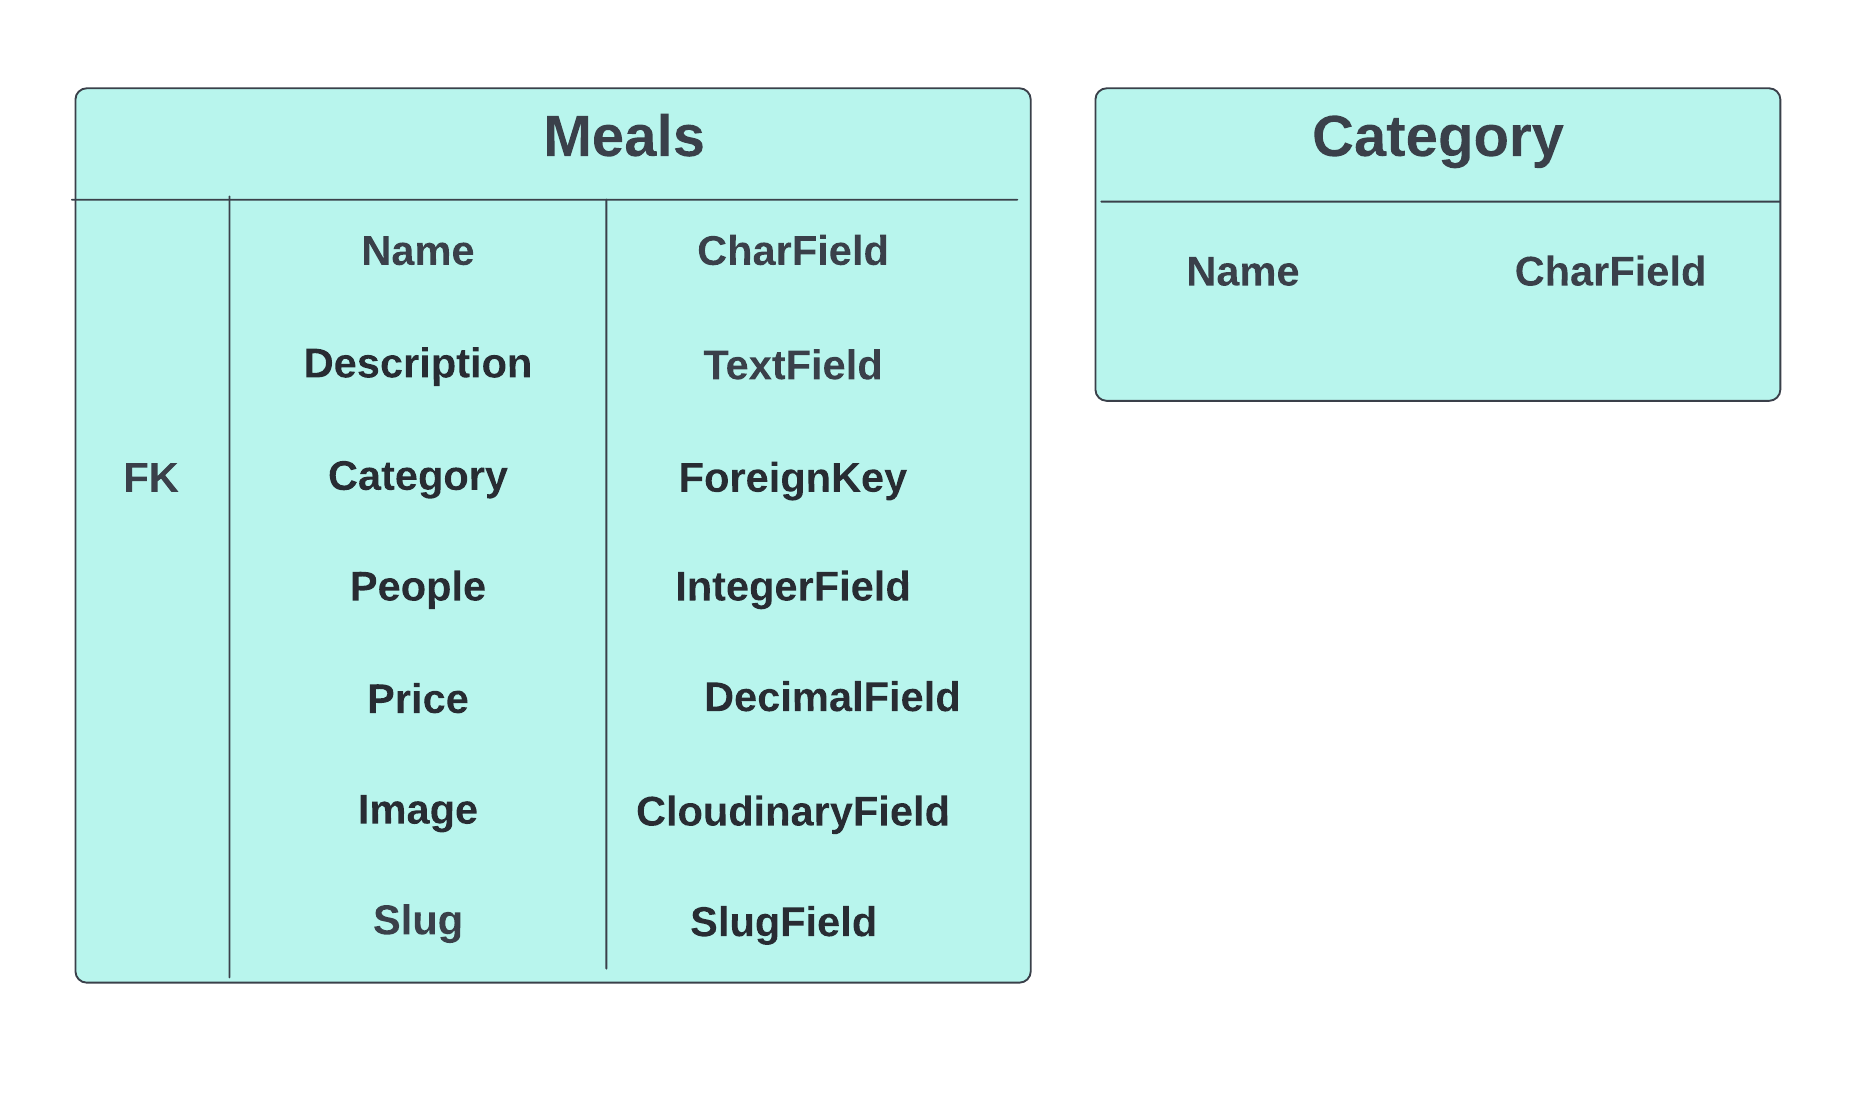 Meals
Name CharField
Description TextField
FK Category ForeignKey
People IntegerField
Price DecimalField
Image CloudinaryField
Slug SlugField
Category
Name CharField